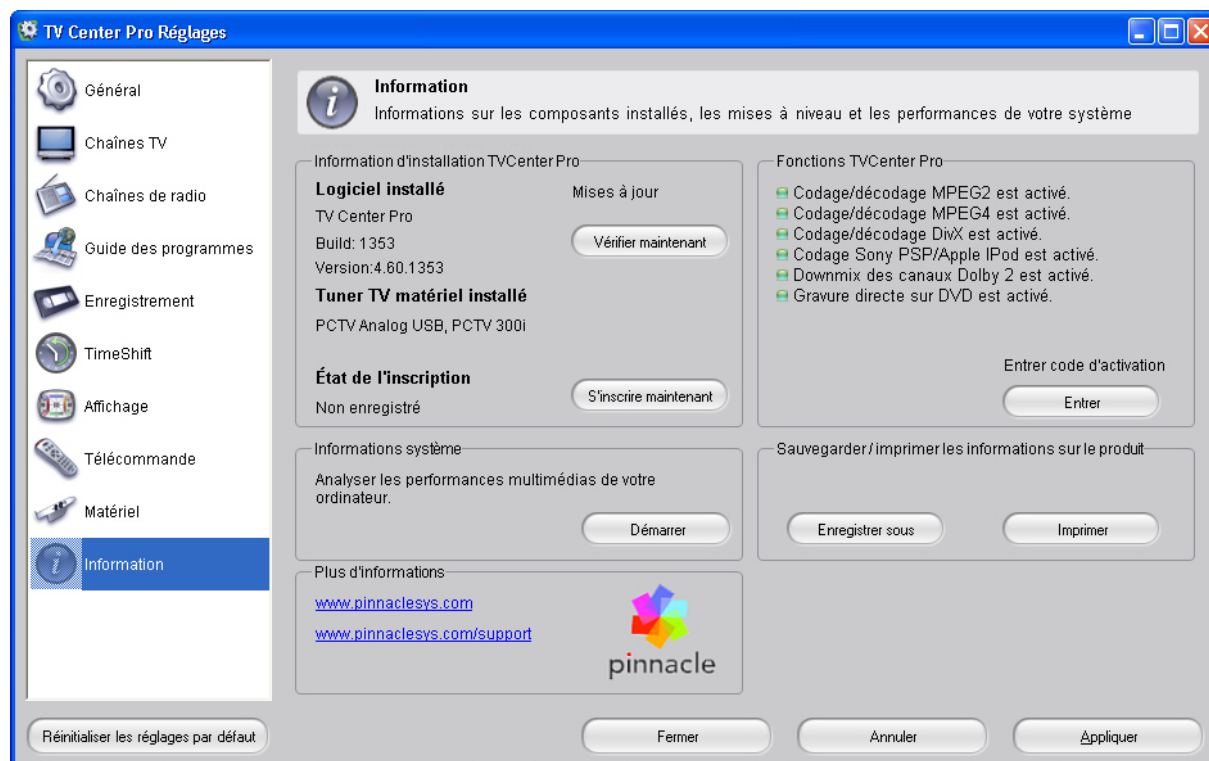 TV Center Pro Réglages
Général
Chaînes TV
Chaînes de radio
Guide des programmes
Enregistrement
TimeShift
Affichage
Télécommande
Matériel
Information
Réinitialiser les réglages par défaut
Information
Informations sur les composants installés, les mises à niveau et les performances de votre système
Information d'installation TVCenter Pro
Logiciel installé
Mises à jour
TV Center Pro
Build: 1353
Vérifier maintenant
Version:4.60.1353
Tuner TV matériel installé
PCTV Analog USB, PCTV 300i
État de l'inscription
Non enregistré
S'inscrire maintenant
Fonctions TVCenter Pro
Codage/décodage MPEG2 est activé.
Codage/décodage MPEG4 est activé.
Codage/décodage DivX est activé.
Codage Sony PSP/Apple IPod est activé.
Downmix des canaux Dolby 2 est activé.
Gravure directe sur DVD est activé.
Entrer code d'activation
Entrer
Informations système
Analyser les performances multimédias de votre
ordinateur.
Démarrer
Sauvegarder / imprimer les informations sur le produit
Enregistrer sous
Imprimer
Plus d'informations
www.pinnaclesys.com
www.pinnaclesys.com/support
pinnacle
Fermer
Annuler
Appliquer